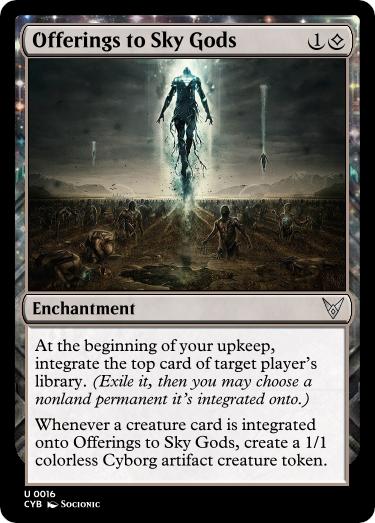 Offerings to Sky Gods
1
Enchantment
At the beginning of your upkeep,
integrate the top card of target player's
library. (Exile it, then you may choose a
nonland permanent it's integrated onto.)
Whenever a creature card is integrated
onto Offerings to Sky Gods, create a 1/1
colorless Cyborg artifact creature token.
U 0016
CYB Socionic